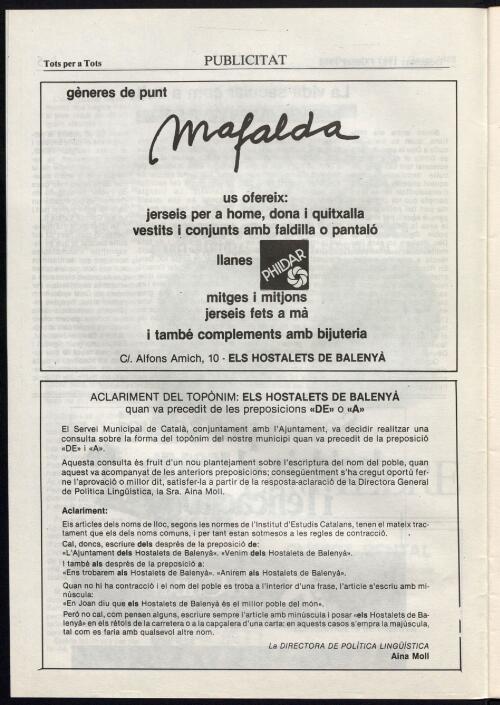 Tots per a Tots
PUBLICITAT
gèneres de punt
Mafalda
us ofereix:
jerseis per a home, dona i quitxalla
vestits i conjunts amb faldilla o pantaló
llanes PHILDAR
mitges i mitjons
jerseis fets a mà
i també complements amb bijuteria
C/. Alfons Amich, 10 - ELS HOSTALETS DE BALENYÀ
ACLARIMENT DEL TOPÒNIM: ELS HOSTALETS DE BALENYÀ
quan va precedit de les preposicions «DE» o «A»
El Servei Municipal de Català, conjuntament amb l'Ajuntament, va decidir realitzar una
consulta sobre la forma del topònim del nostre municipi quan va precedit de la preposició
«DE» i «A».
Aquesta consulta és fruit d'un nou plantejament sobre l'escriptura del nom del poble, quan
aquest va acompanyat de les anteriors preposicions; consegüentment s'ha cregut oportú fer-
ne l'aprovació o millor dit, satisfer-la a partir de la resposta-aclaració de la Directora General
de Política Lingüística, la Sra. Aina Moll.
Aclariment:
Els articles dels noms de lloc, segons les normes de l'Institut d'Estudis Catalans, tenen el mateix trac-
tament que els dels noms comuns, i per tant estan sotmesos a les regles de contracció.
Cal, doncs, escriure dels després de la preposició de:
«L'Ajuntament dels Hostalets de Balenyà». «Venim dels Hostalets de Balenyà».
I també als després de la preposició a:
«Ens trobarem als Hostalets de Balenyà». «Anirem als Hostalets de Balenyà».
Quan no hi ha contracció i el nom del poble es troba a l'interior d'una frase, l'article s'escriu amb mi-
núscula:
«En Joan diu que els Hostalets de Balenyà és el millor poble del món».
Però no cal, com pensen alguns, escriure sempre l'article amb minúscula i posar «els Hostalets de Ba-
lenyà» en els rètols de la carretera o a la capçalera d'una carta: en aquests casos s'empra la majúscula,
tal com es faria amb qualsevol altre nom.
La DIRECTORA DE POLÍTICA LINGÜÍSTICA
Aina Moll